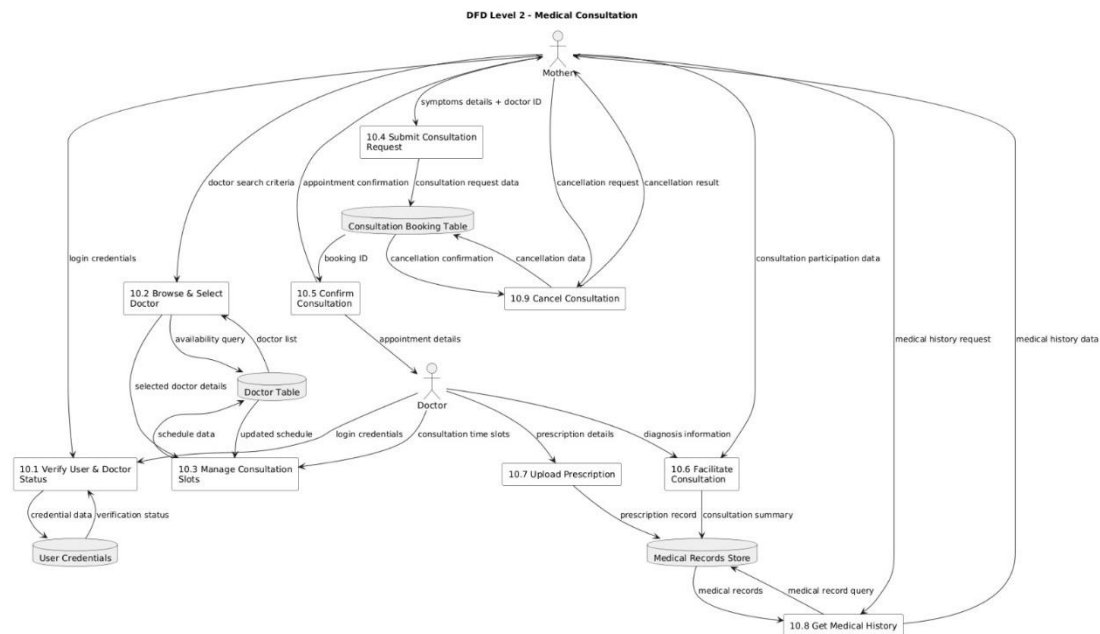 DFD Level 2 - Medical Consultation
Mother
symptoms details + doctor ID
10.4 Submit Consultation
Request
doctor search criteria
appointment confirmation
consultation request data
cancellation request
cancellation result
Consultation Booking Table
login credentials
booking ID
cancellation confirmation
cancellation data
consultation participation data
10.2 Browse & Select
Doctor
10.5 Confirm
Consultation
10.9 Cancel Consultation
availability query
doctor list
appointment details
medical history request
medical history data
selected doctor details
Doctor Table
Doctor
schedule data
updated schedule
login credentials
consultation time slots
prescription details
diagnosis information
10.1 Verify User & Doctor
Status
10.3 Manage Consultation
Slots
10.7 Upload Prescription
10.6 Facilitate
Consultation
credential data
verification status
prescription record
consultation summary
User Credentials
Medical Records Store
medical records
medical record query
10.8 Get Medical History